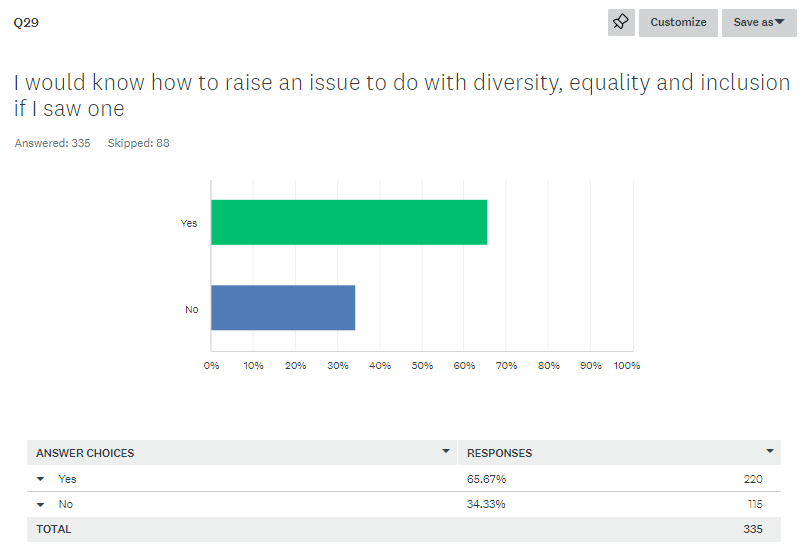 Q29
Customize
Save as
I would know how to raise an issue to do with diversity, equality and inclusion
if I saw one
Answered: 335 Skipped: 88
Yes
No
0% 10% 20% 30% 40% 50% 60% 70% 80% 90% 100%
ANSWER CHOICES RESPONSES
Yes 65.67% 220
No 34.33% 115
TOTAL 335